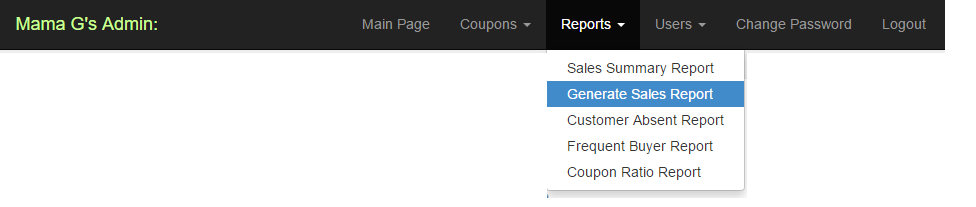 Mama G's Admin: Main Page Coupons Reports Users Change Password Logout
Sales Summary Report
Generate Sales Report
Customer Absent Report
Frequent Buyer Report
Coupon Ratio Report